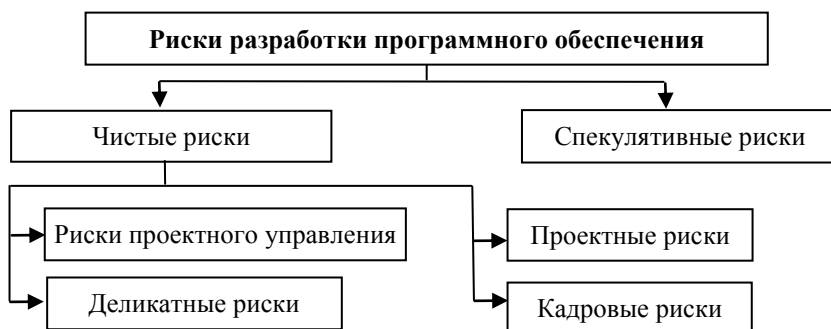 Риски разработки программного обеспечения
Чистые риски
Спекулятивные риски
Риски проектного управления
Проектные риски
Деликатные риски
Кадровые риски